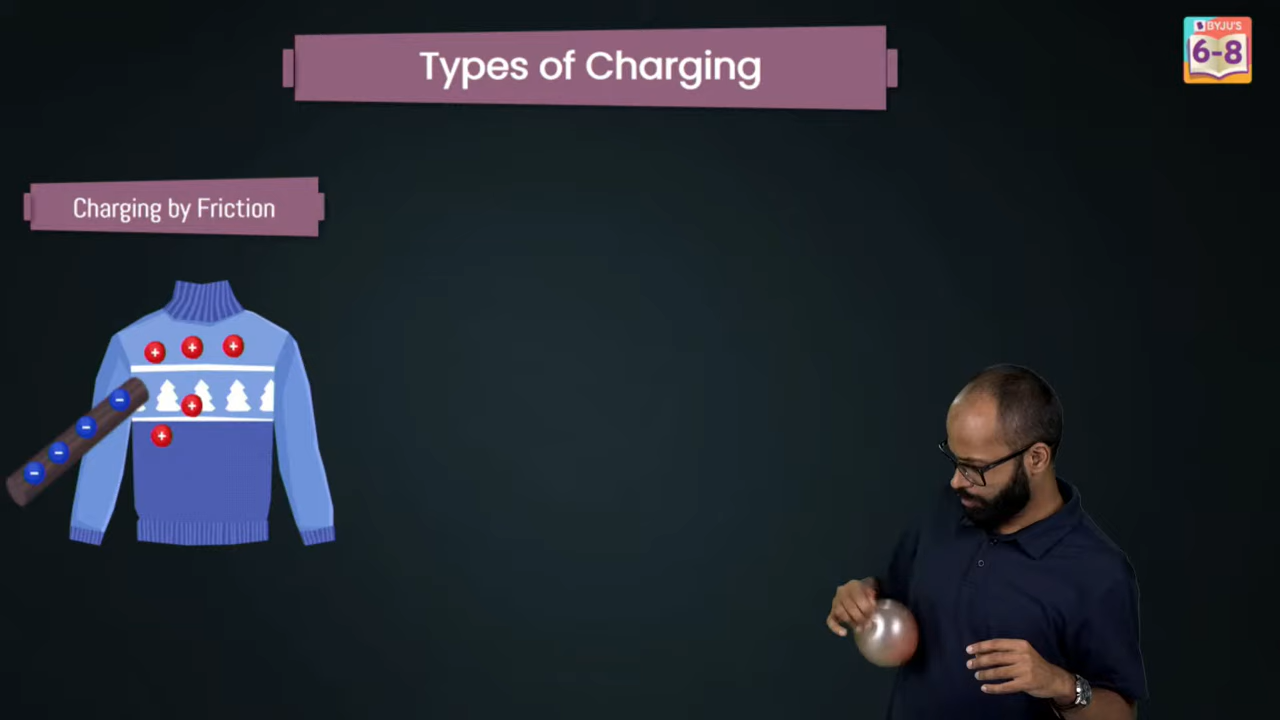 Types of Charging
BYJU'S
6-8
Charging by Friction
+ + +
+
+
-
-
-
-